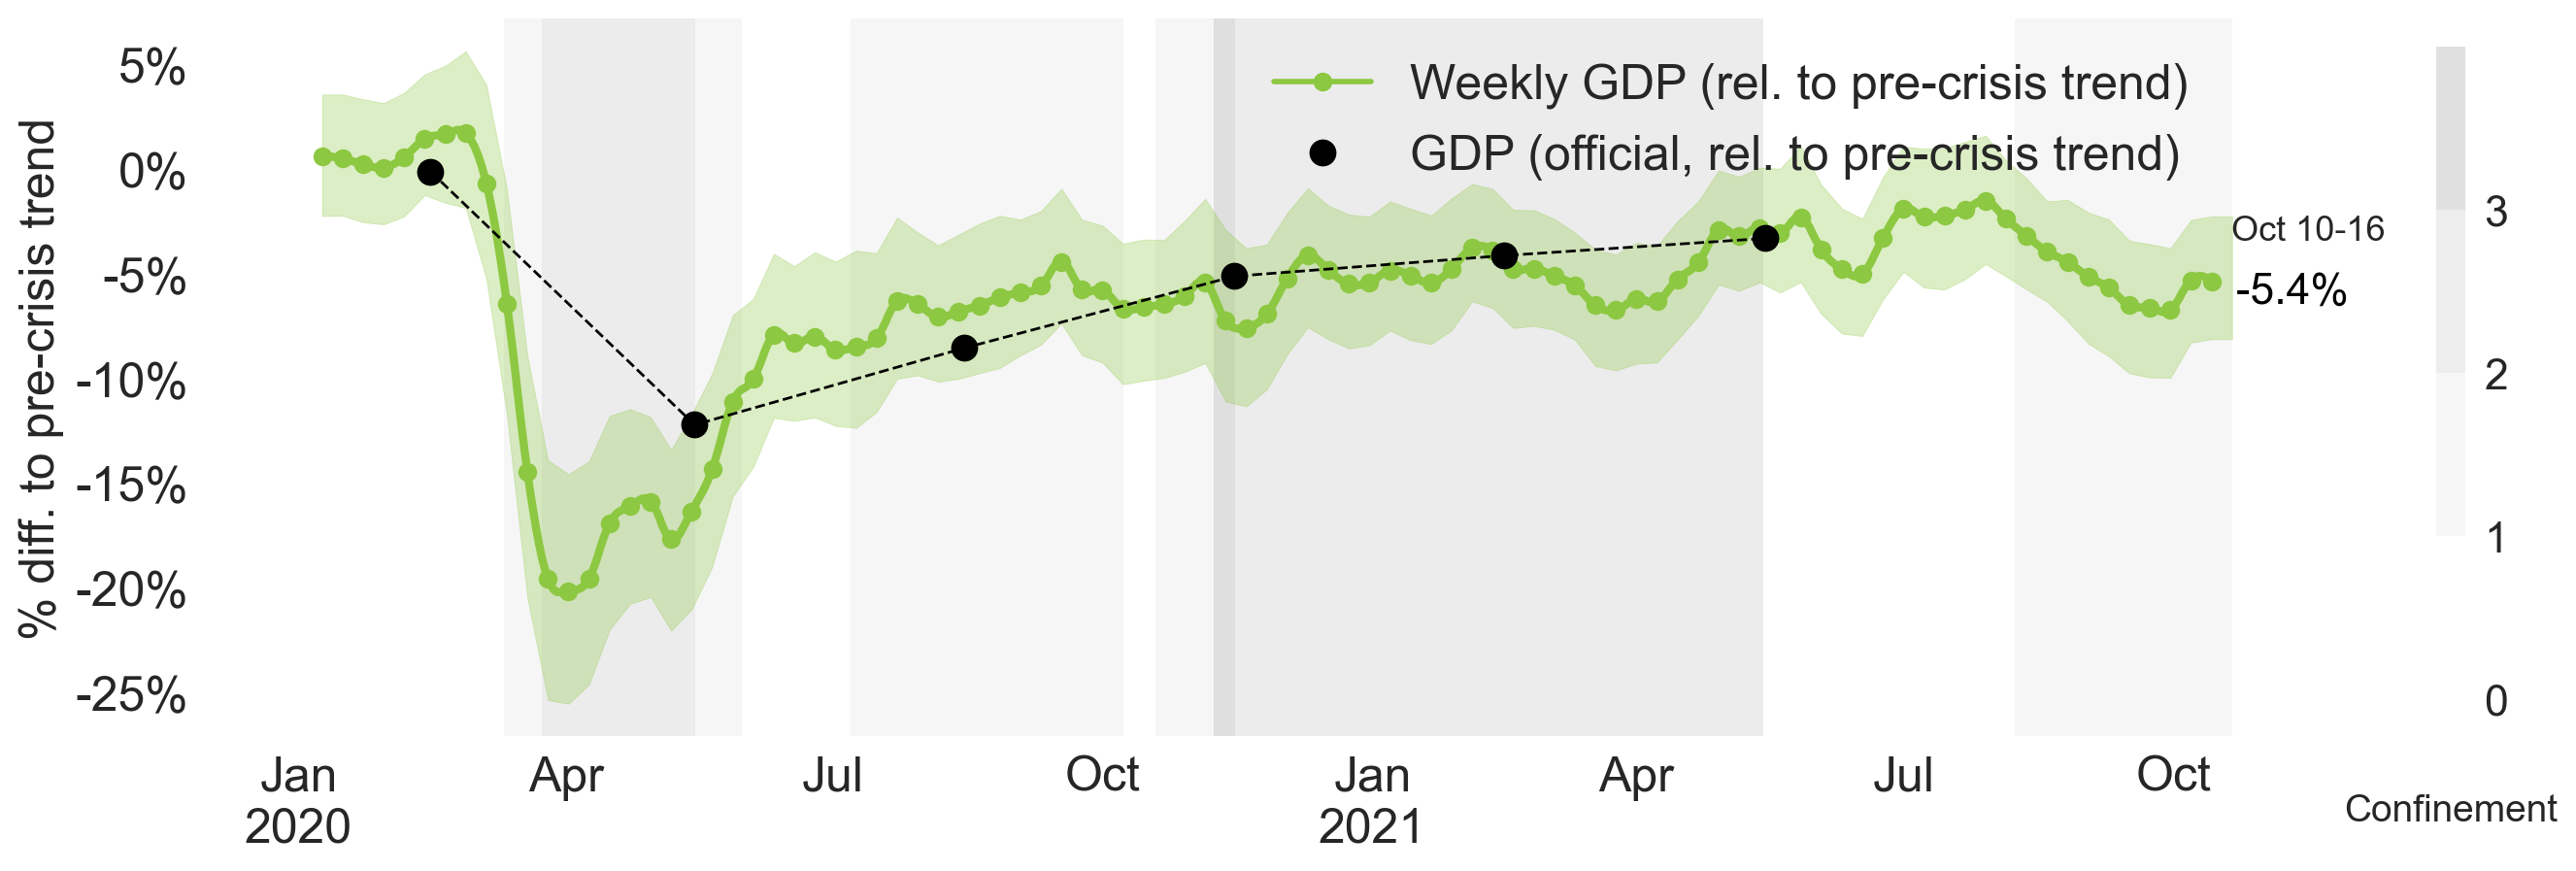 % diff. to pre-crisis trend
5%
0%
-5%
-10%
-15%
-20%
-25%
Weekly GDP (rel. to pre-crisis trend)
GDP (official, rel. to pre-crisis trend)
Oct 10-16
-5.4%
3
2
1
0
Confinement
Jan Apr Jul Oct Jan Apr Jul Oct
2020 2021